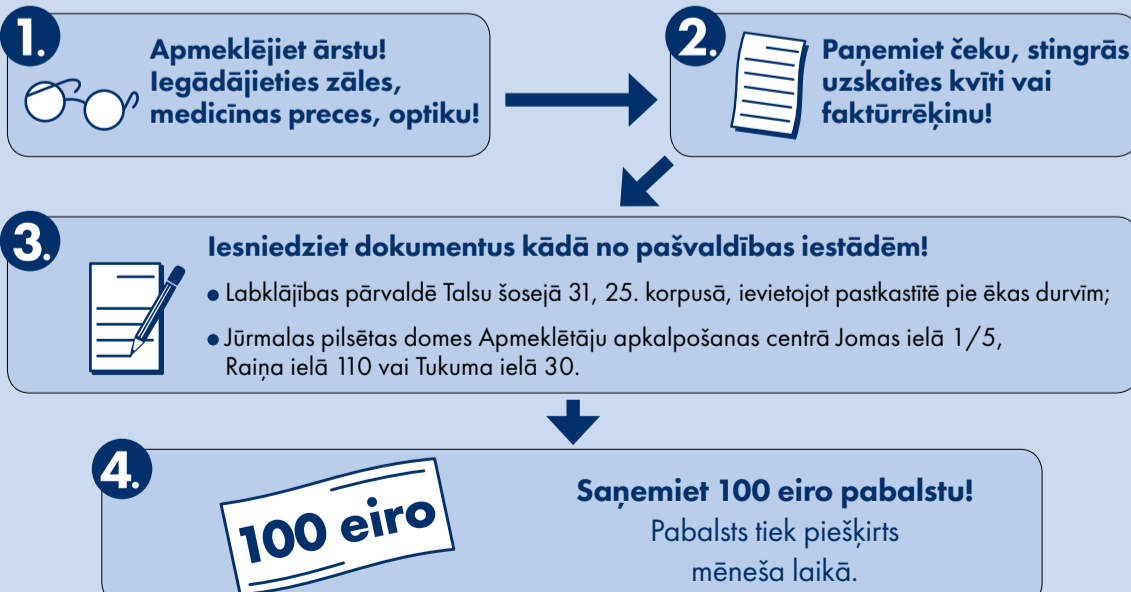 1.
Apmeklējiet ārstu!
Iegādājieties zāles,
medicīnas preces, optiku!
2.
Paņemiet čeku, stingrās
uzskaites kvīti vai
faktūrrēķinu!
3.
Iesniedziet dokumentus kādā no pašvaldības iestādēm!
• Labklājības pārvaldē Talsu šosejā 31, 25. korpusā, ievietojot pastkastītē pie ēkas durvīm;
• Jūrmalas pilsētas domes Apmeklētāju apkalpošanas centrā Jomas ielā 1/5,
Raiņa ielā 110 vai Tukuma ielā 30.
4.
100 eiro
Saņemiet 100 eiro pabalstu!
Pabalsts tiek piešķirts
mēneša laikā.